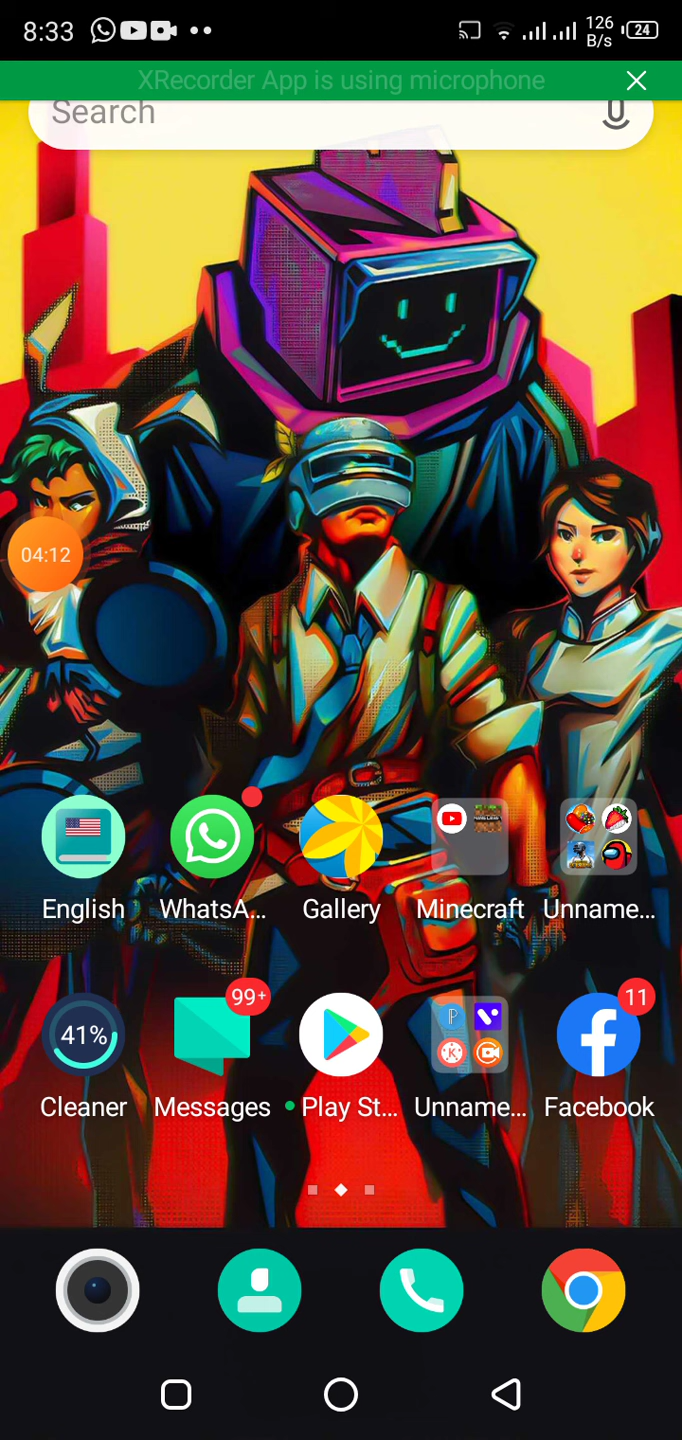 8:33
126
B/s
24
XRecorder App is using microphone
Search
04:12
English
WhatsA...
Gallery
Minecraft
Unname...
41%
99+
11
Cleaner
Messages
Play St...
Unname...
Facebook